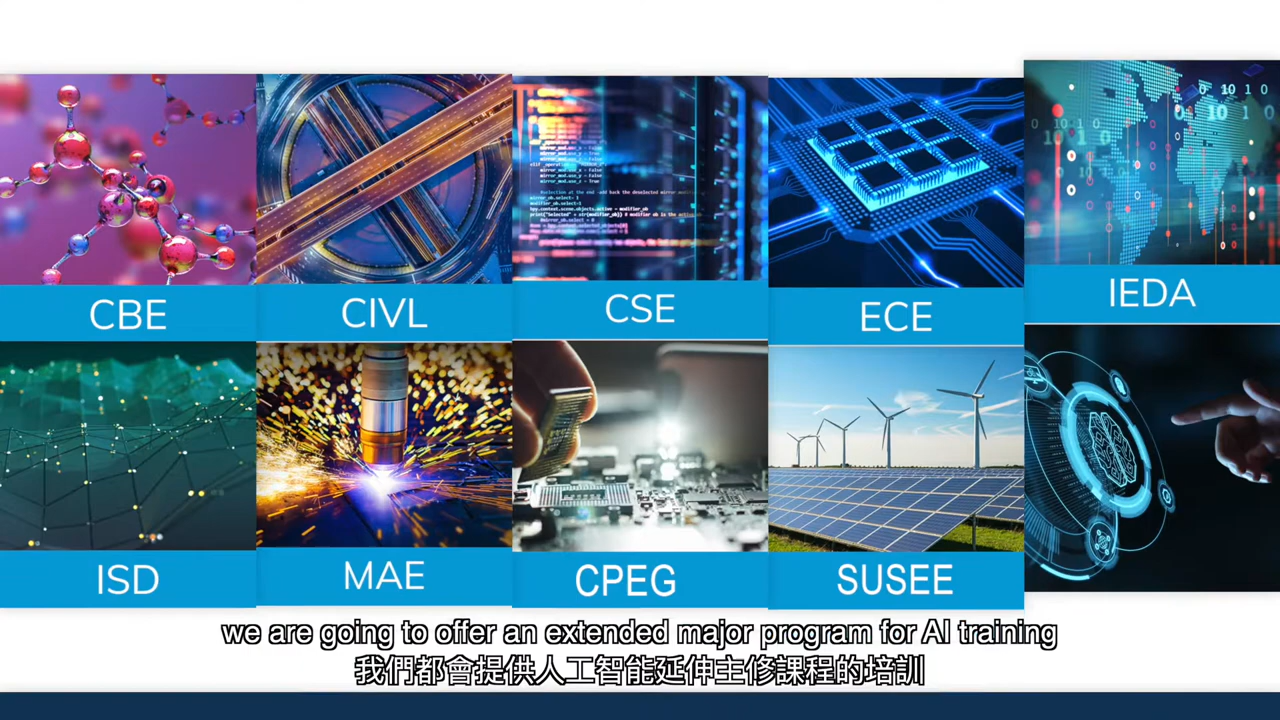 CBE
CIVL
CSE
ECE
IEDA
ISD
MAE
CPEG
SUSEE
we are going to offer an extended major program for AI training
我們都會提供人工智能延伸主修課程的培訓